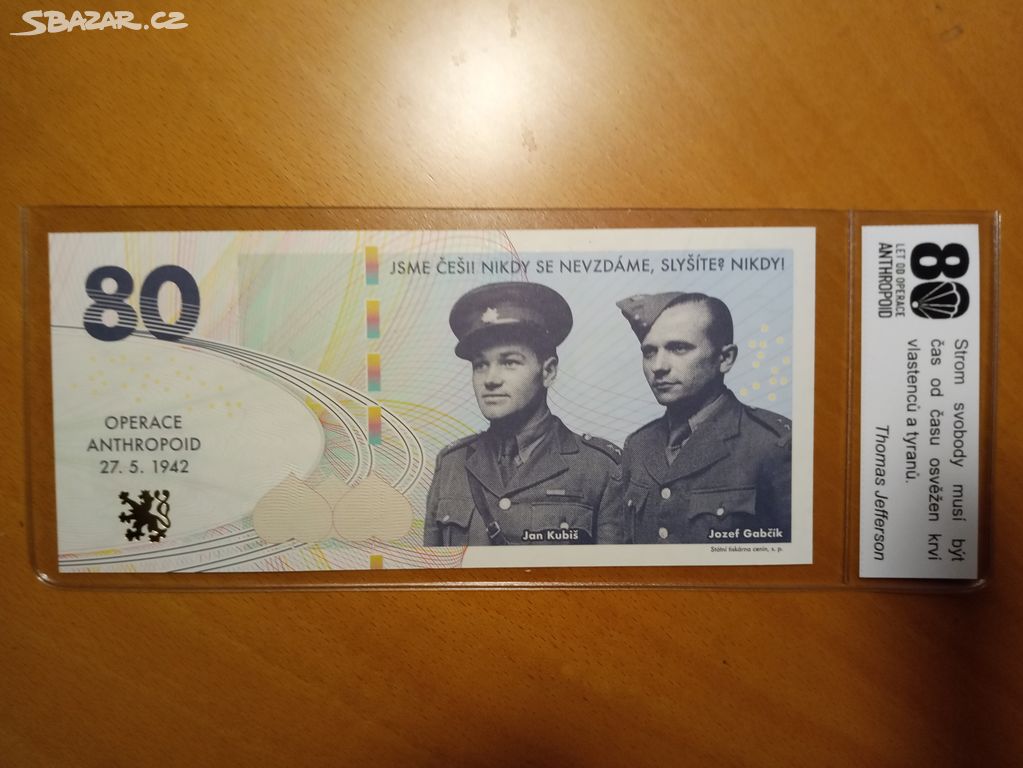 SBAZAR.CZ
80
JSME ČEŠI! NIKDY SE NEVZDÁME, SLYŠÍTE? NIKDY!
OPERACE
ANTHROPOID
27. 5. 1942
Jan Kubiš
Jozef Gabčík
Státní tiskárna cenin, s. p.
80
LET OD OPERACE
ANTHROPOID
Strom svobody musí být
čas od času osvěžen krví
vlastenců a tyranů.
Thomas Jefferson